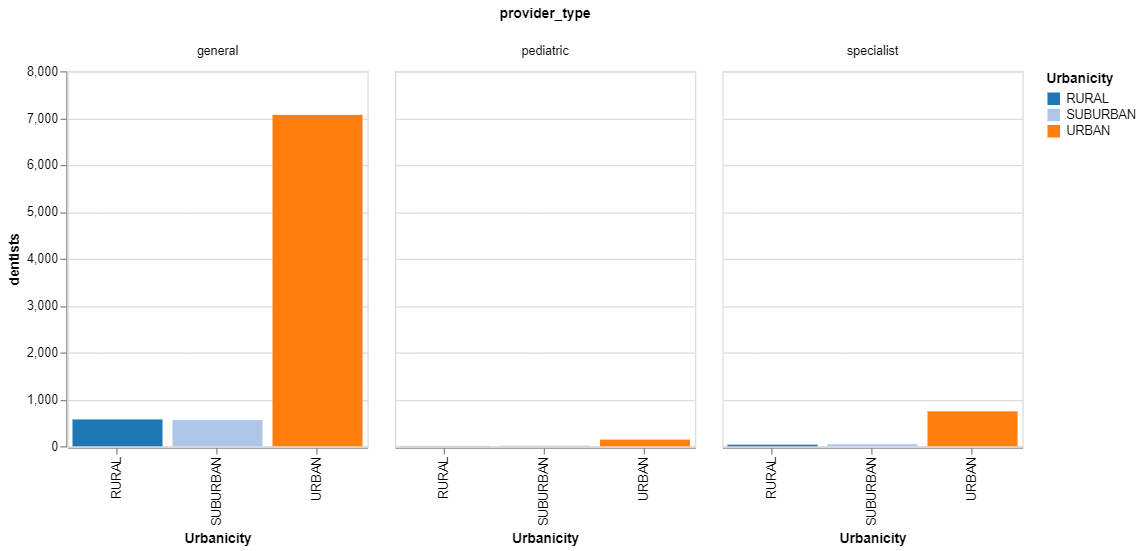 provider_type
general
pediatric
specialist
Urbanicity
RURAL
SUBURBAN
URBAN
dentists
8,000
7,000
6,000
5,000
4,000
3,000
2,000
1,000
0
RURAL
SUBURBAN
URBAN
RURAL
SUBURBAN
URBAN
RURAL
SUBURBAN
URBAN
Urbanicity
Urbanicity
Urbanicity